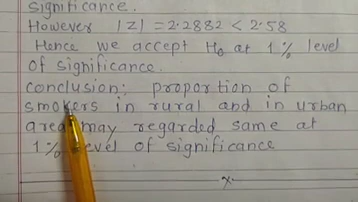 significance.
However |Z| = 2.2882 < 2.58
Hence we accept H₀ at 1% level
of significance.
conclusion: proportion of
smokers in rural and in urban
area may regarded same at
1% level of significance
x